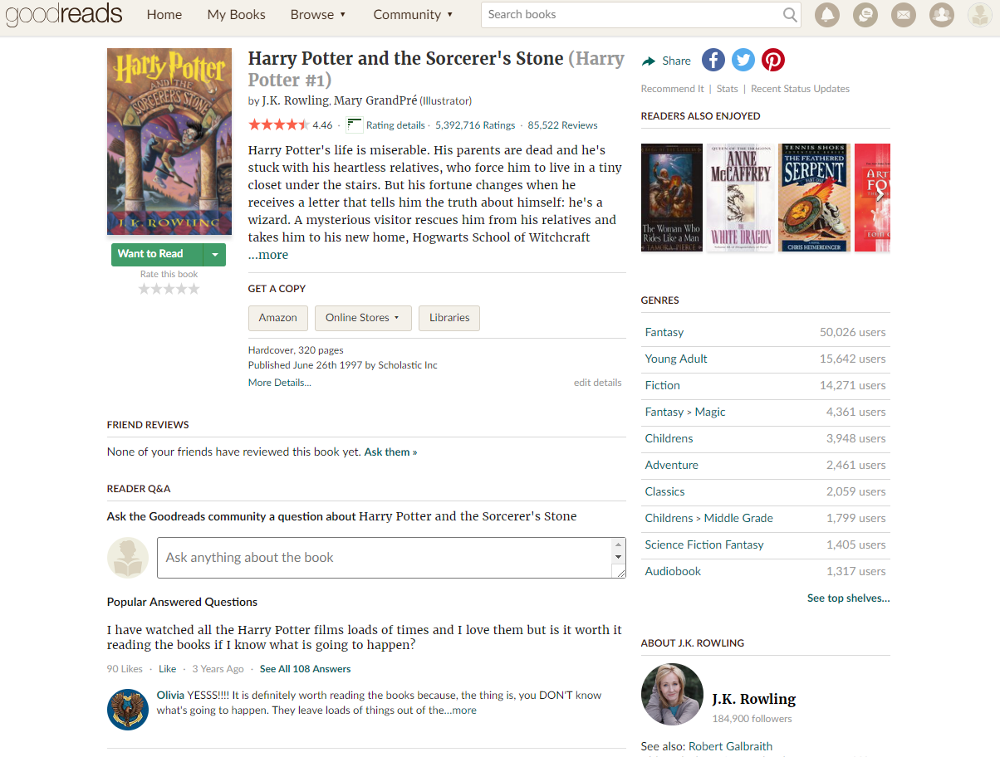 goodreads Home My Books Browse ▼ Community ▼ Search books
Harry Potter
AND THE
SORCERER'S STONE
J. K. ROWLING
Want to Read
Rate this book
Harry Potter and the Sorcerer's Stone (Harry
Potter #1)
by J.K. Rowling, Mary GrandPré (Illustrator)
4.46 · Rating details · 5,392,716 Ratings · 85,522 Reviews
Harry Potter's life is miserable. His parents are dead and he's
stuck with his heartless relatives, who force him to live in a tiny
closet under the stairs. But his fortune changes when he
receives a letter that tells him the truth about himself: he's a
wizard. A mysterious visitor rescues him from his relatives and
takes him to his new home, Hogwarts School of Witchcraft
...more
GET A COPY
Amazon Online Stores ▼ Libraries
Hardcover, 320 pages
Published June 26th 1997 by Scholastic Inc
More Details... edit details
FRIEND REVIEWS
None of your friends have reviewed this book yet. Ask them »
READER Q&A
Ask the Goodreads community a question about Harry Potter and the Sorcerer's Stone
Ask anything about the book
Popular Answered Questions
I have watched all the Harry Potter films loads of times and I love them but is it worth it
reading the books if I know what is going to happen?
90 Likes · Like · 3 Years Ago · See All 108 Answers
Olivia YESSS!!!! It is definitely worth reading the books because, the thing is, you DON'T know
what's going to happen. They leave loads of things out of the…more
Share
Recommend It | Stats | Recent Status Updates
READERS ALSO ENJOYED
The Woman Who
Rides Like a Man
TAMORA PIERCE
ANNE
McCAFFREY
THE
WHITE DRAGON
TENNIS SHOES
ADVENTURE SERIES
THE FEATHERED
SERPENT
PART ONE
CHRIS HEIMERDINGER
GENRES
Fantasy 50,026 users
Young Adult 15,642 users
Fiction 14,271 users
Fantasy > Magic 4,361 users
Childrens 3,948 users
Adventure 2,461 users
Classics 2,059 users
Childrens > Middle Grade 1,799 users
Science Fiction Fantasy 1,405 users
Audiobook 1,317 users
See top shelves…
ABOUT J.K. ROWLING
J.K. Rowling
184,900 followers
See also: Robert Galbraith